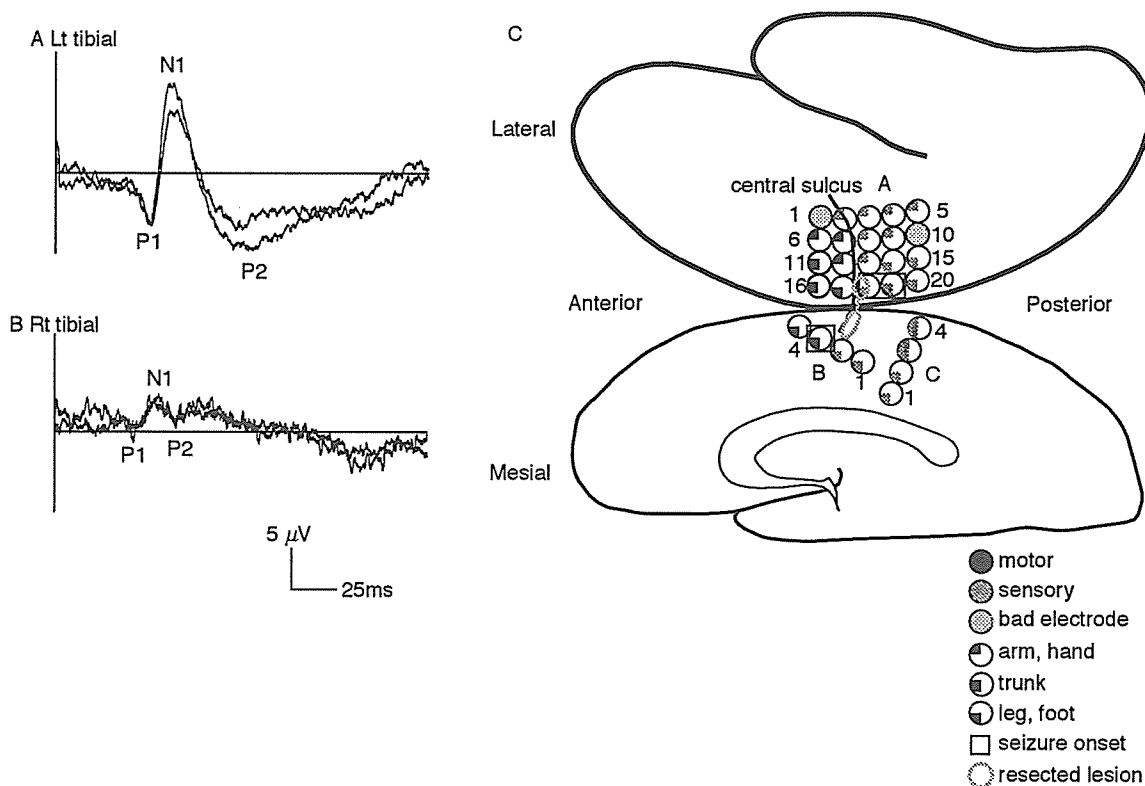 A Lt tibial
N1
P1
P2
B Rt tibial
N1
P1 P2
5 μV
25ms
C
Lateral
central sulcus A
1 5
6 10
11 15
16 20
Anterior Posterior
4 4
B C
1 1
Mesial
motor
sensory
bad electrode
arm, hand
trunk
leg, foot
seizure onset
resected lesion